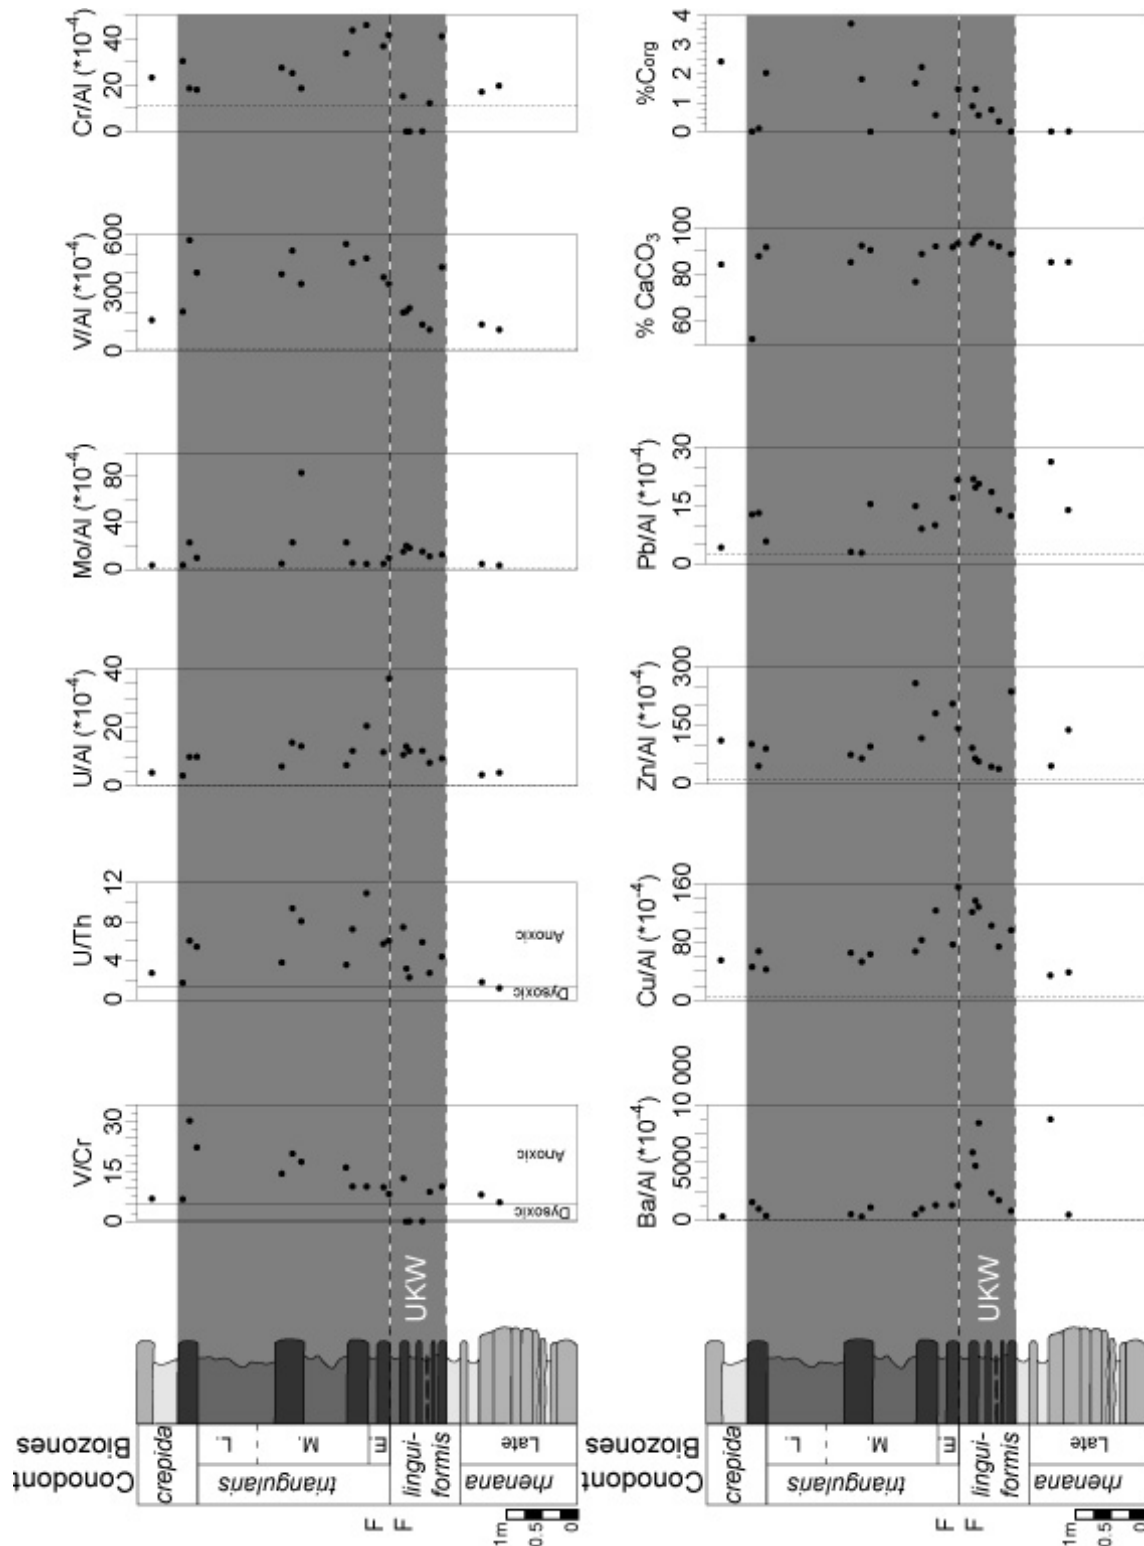 Conodont
Biozones
crepida
L.
M.
E.
triangularis
lingui-
formis
Late
rhenana
F
F
1m
0.5
0
UKW
V/Cr
0
15
30
Dysoxic
Anoxic
U/Th
0
4
8
12
Dysoxic
Anoxic
U/Al (*10-4)
0
20
40
Mo/Al (*10-4)
0
40
80
V/Al (*10-4)
0
300
600
Cr/Al (*10-4)
0
20
40
Conodont
Biozones
crepida
L.
M.
E.
triangularis
lingui-
formis
Late
rhenana
F
F
1m
0.5
0
UKW
Ba/Al (*10-4)
0
5000
10 000
Cu/Al (*10-4)
0
80
160
Zn/Al (*10-4)
0
150
300
Pb/Al (*10-4)
0
15
30
% CaCO3
60
80
100
%Corg
0
1
2
3
4